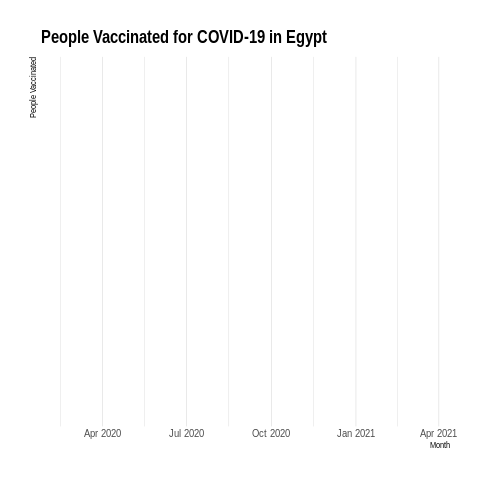 People Vaccinated for COVID-19 in Egypt
People Vaccinated
Apr 2020
Jul 2020
Oct 2020
Jan 2021
Apr 2021
Month